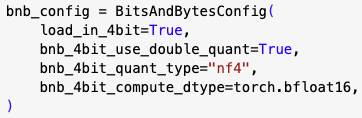 bnb_config = BitsAndBytesConfig(
    load_in_4bit=True,
    bnb_4bit_use_double_quant=True,
    bnb_4bit_quant_type="nf4",
    bnb_4bit_compute_dtype=torch.bfloat16,
)